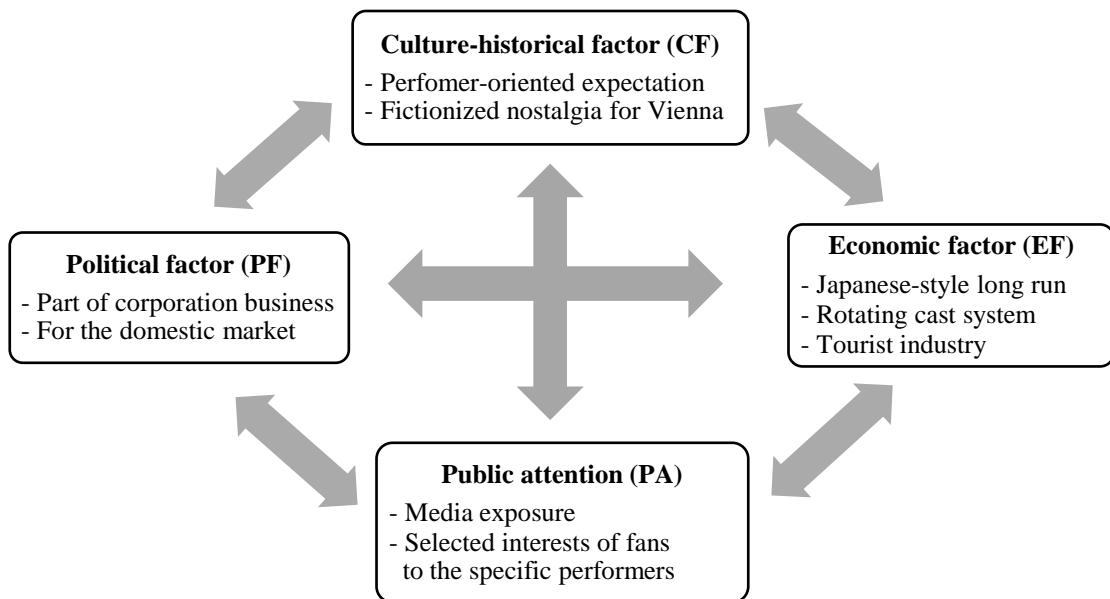 Culture-historical factor (CF)
- Perfomer-oriented expectation
- Fictionized nostalgia for Vienna
Political factor (PF)
- Part of corporation business
- For the domestic market
Economic factor (EF)
- Japanese-style long run
- Rotating cast system
- Tourist industry
Public attention (PA)
- Media exposure
- Selected interests of fans
to the specific performers